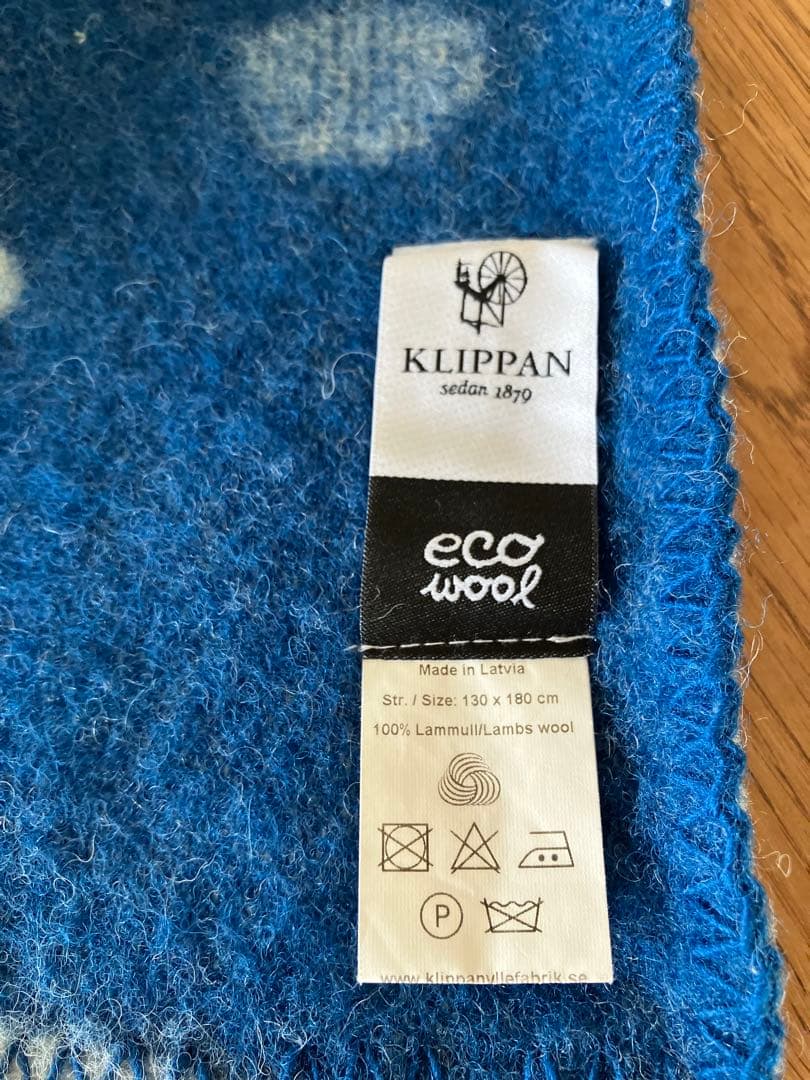 KLIPPAN
sedan 1879
eco
wool
Made in Latvia
Str. / Size: 130 x 180 cm
100% Lammull/Lambs wool
P
www.klippanyllefabrik.se